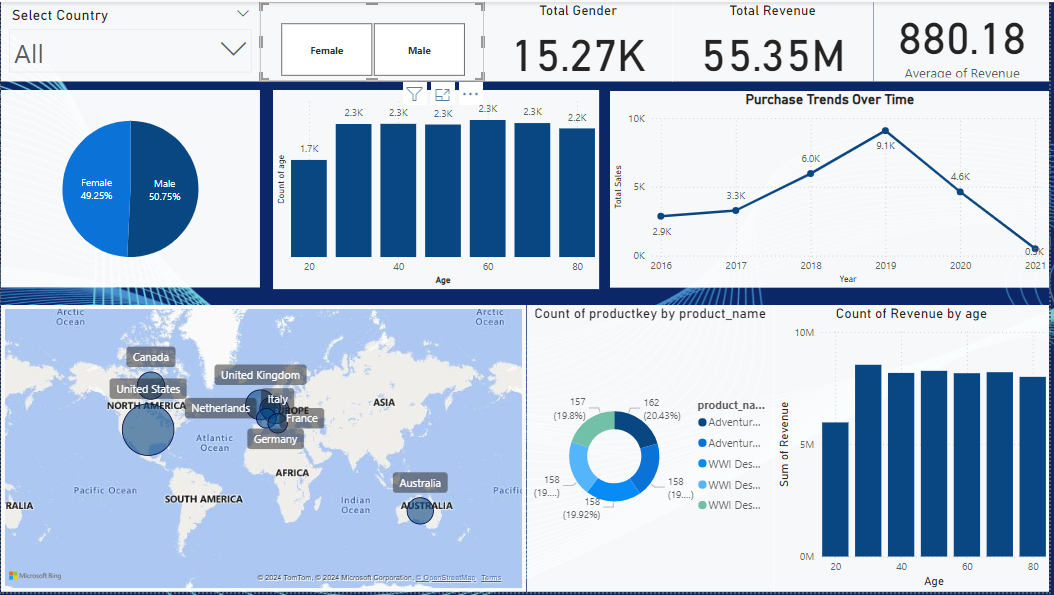 Select Country
All
Female
Male
Total Gender
15.27K
Total Revenue
55.35M
880.18
Average of Revenue
Female
49.25%
Male
50.75%
Count of age
1.7K
2.3K
2.3K
2.3K
2.3K
2.3K
2.2K
20
40
60
80
Age
Purchase Trends Over Time
Total Sales
10K
5K
0K
2.9K
3.3K
6.0K
9.1K
4.6K
2016
2017
2018
2019
2020
2021
Year
Arctic
Ocean
Arctic
Ocean
Canada
United Kingdom
United States
Italy
NORTH AMERICA
Netherlands
France
Germany
ASIA
Atlantic
Ocean
AFRICA
Australia
Pacific Ocean
SOUTH AMERICA
Indian
Ocean
Pacific
RALIA
AUSTRALIA
Microsoft Bing
© 2024 TomTom, © 2024 Microsoft Corporation, © OpenStreetMap Terms
Count of productkey by product_name
157
(19.8%)
162
(20.43%)
158
(19....)
158
(19....)
158
(19.92%)
product_na...
Adventur...
Adventur...
WWI Des...
WWI Des...
WWI Des...
Count of Revenue by age
Sum of Revenue
10M
5M
0M
20
40
60
80
Age